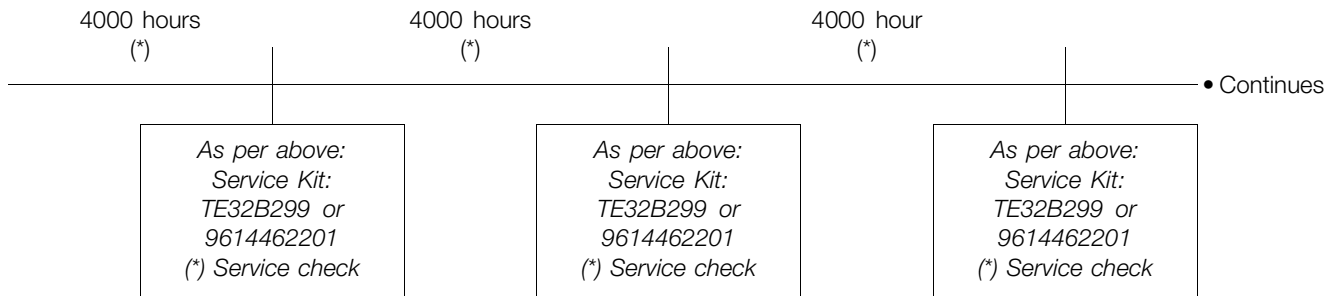 4000 hours
(*)
4000 hours
(*)
4000 hour
(*)
• Continues
As per above:
Service Kit:
TE32B299 or
9614462201
(*) Service check
As per above:
Service Kit:
TE32B299 or
9614462201
(*) Service check
As per above:
Service Kit:
TE32B299 or
9614462201
(*) Service check